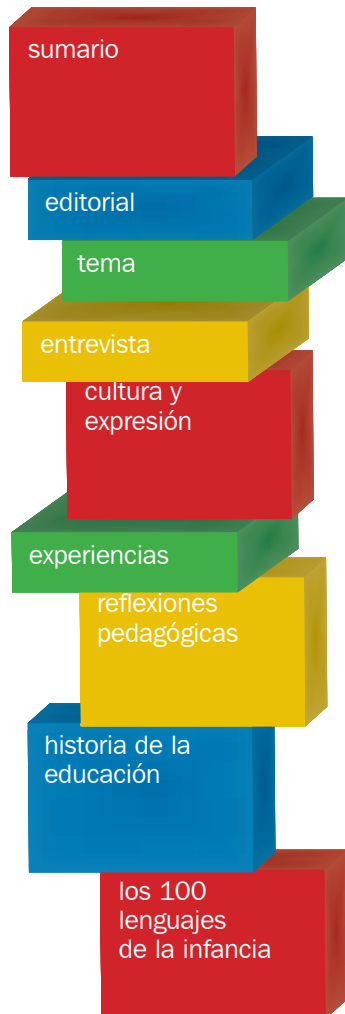 sumario
editorial
tema
entrevista
cultura y
expresión
experiencias
reflexiones
pedagógicas
historia de la
educación
los 100
lenguajes
de la infancia